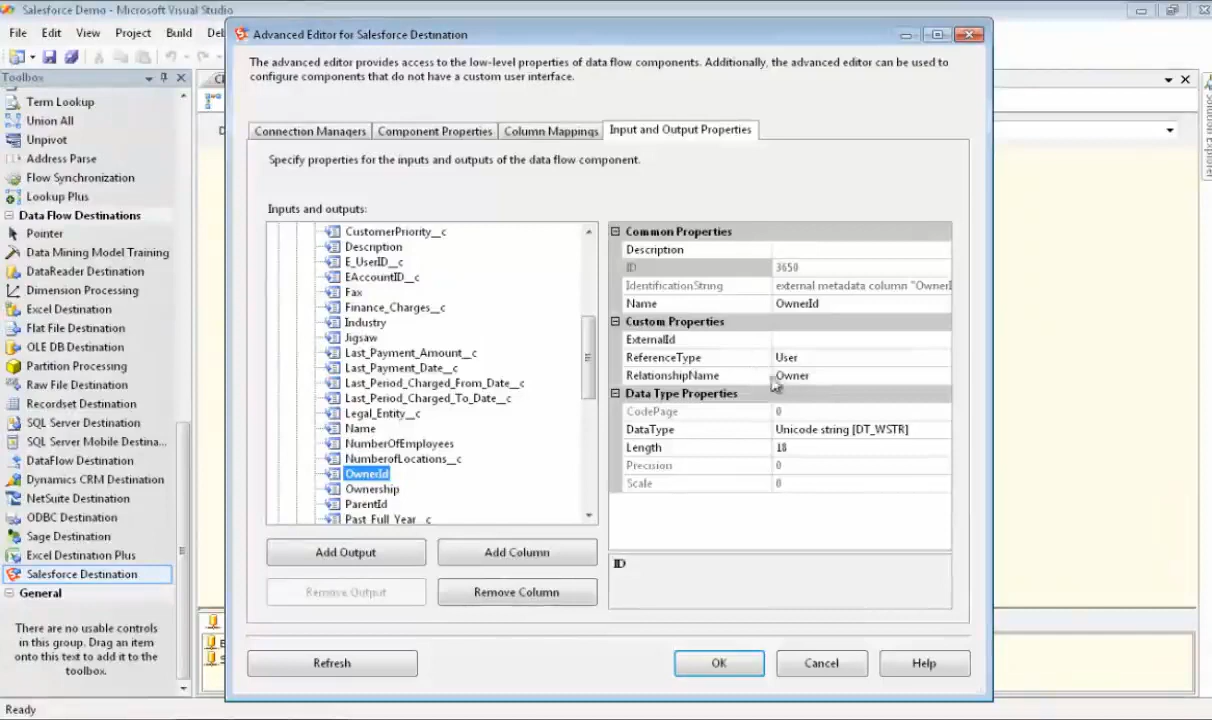 Salesforce Demo - Microsoft Visual Studio
File Edit View Project Build
Toolbox
Term Lookup
Union All
Unpivot
Address Parse
Flow Synchronization
Lookup Plus
Data Flow Destinations
Pointer
Data Mining Model Training
DataReader Destination
Dimension Processing
Excel Destination
Flat File Destination
OLE DB Destination
Partition Processing
Raw File Destination
Recordset Destination
SQL Server Destination
SQL Server Mobile Destina...
DataFlow Destination
Dynamics CRM Destination
NetSuite Destination
ODBC Destination
Sage Destination
Excel Destination Plus
Salesforce Destination
General
There are no usable controls
in this group. Drag an item
onto this text to add it to the
toolbox.
Ready
Advanced Editor for Salesforce Destination
The advanced editor provides access to the low-level properties of data flow components. Additionally, the advanced editor can be used to
configure components that do not have a custom user interface.
Connection Managers Component Properties Column Mappings Input and Output Properties
Specify properties for the inputs and outputs of the data flow component.
Inputs and outputs:
CustomerPriority__c
Description
E_UserID__c
EAccountID__c
Fax
Finance_Charges__c
Industry
Jigsaw
Last_Payment_Amount__c
Last_Payment_Date__c
Last_Period_Charged_From_Date__c
Last_Period_Charged_To_Date__c
Legal_Entity__c
Name
NumberOfEmployees
NumberofLocations__c
OwnerId
Ownership
ParentId
Past_Full_Year__c
Common Properties
Description
ID 3650
IdentificationString external metadata column "OwnerI
Name OwnerId
Custom Properties
ExternalId
ReferenceType User
RelationshipName Owner
Data Type Properties
CodePage 0
DataType Unicode string [DT_WSTR]
Length 18
Precision 0
Scale 0
ID
Add Output Add Column
Remove Output Remove Column
Refresh OK Cancel Help
Solution Explorer